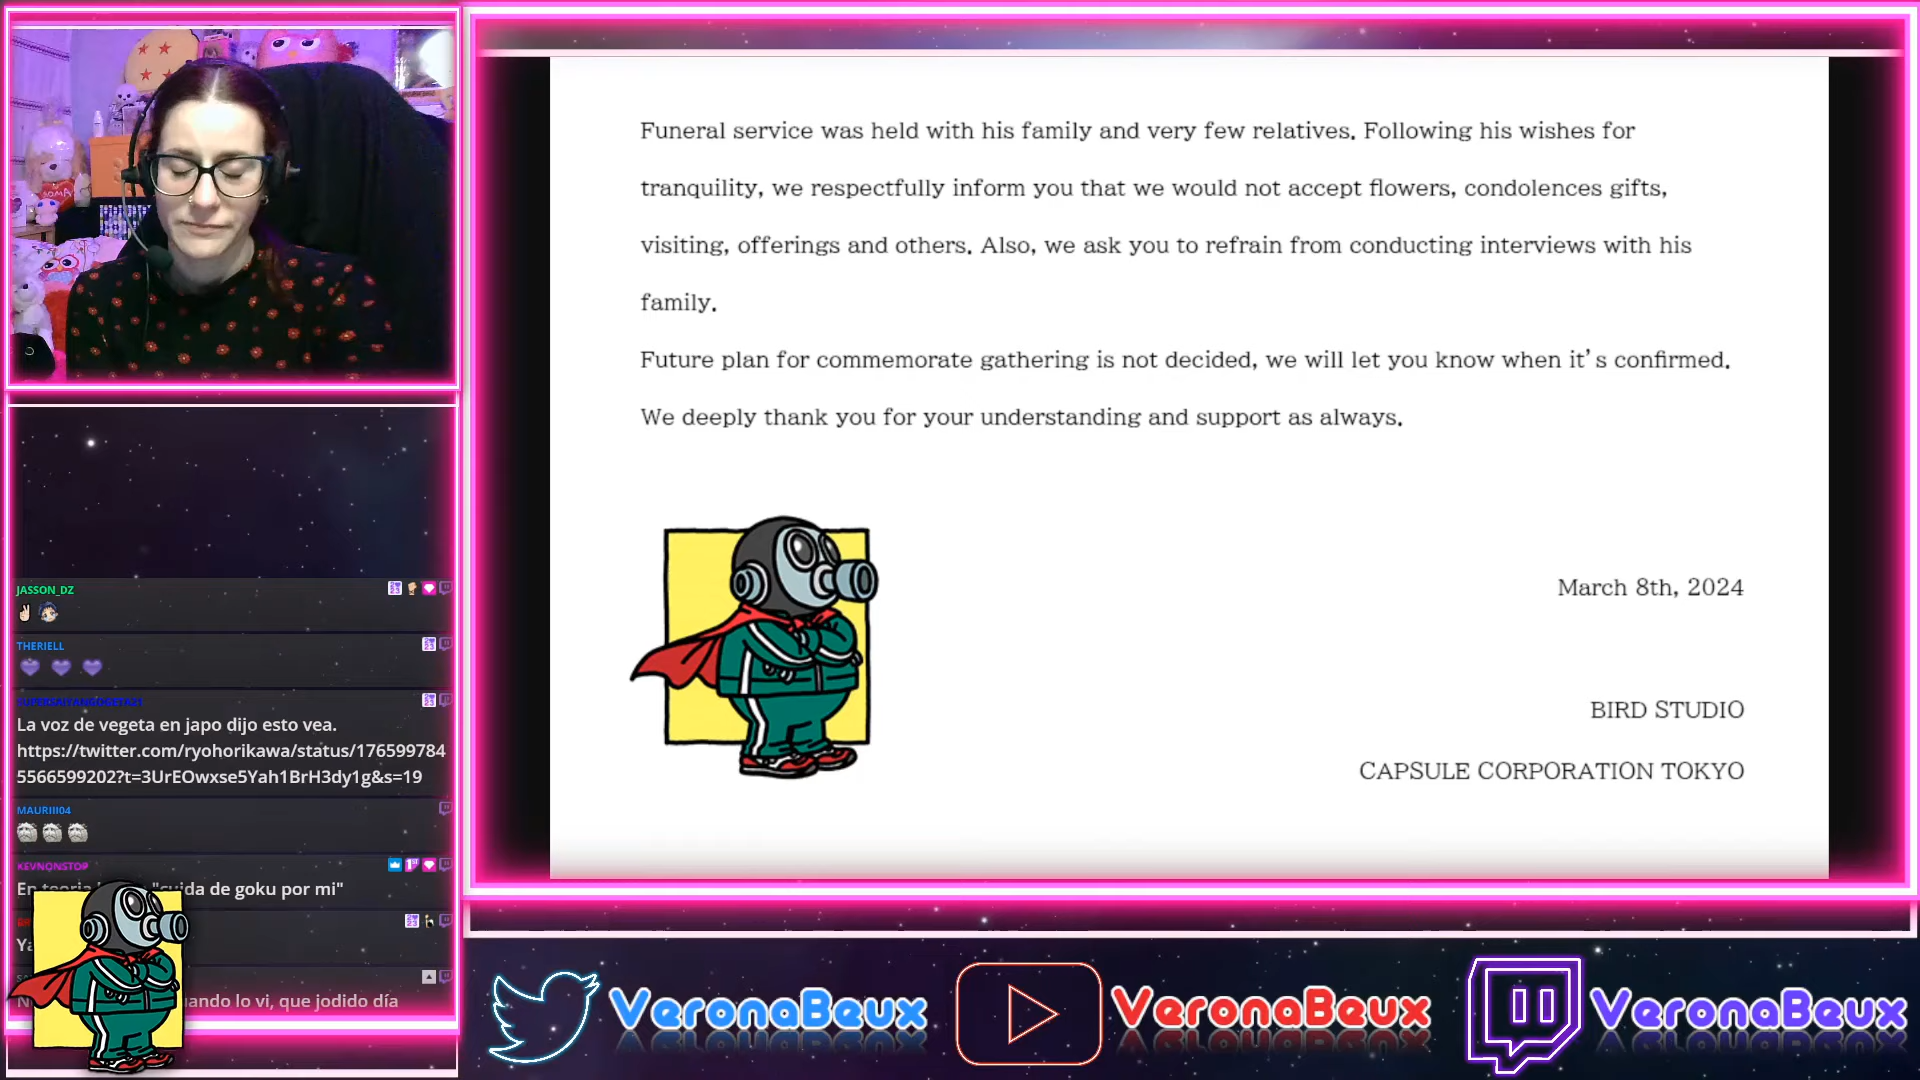 Funeral service was held with his family and very few relatives. Following his wishes for
tranquility, we respectfully inform you that we would not accept flowers, condolences gifts,
visiting, offerings and others. Also, we ask you to refrain from conducting interviews with his
family.
Future plan for commemorate gathering is not decided, we will let you know when it's confirmed.
We deeply thank you for your understanding and support as always.
March 8th, 2024
BIRD STUDIO
CAPSULE CORPORATION TOKYO
JASSON_DZ
THERIELL
SUPERSAIYANGOGETA21
La voz de vegeta en japo dijo esto vea.
https://twitter.com/ryohorikawa/status/176599784
5566599202?t=3UrEOwxse5Yah1BrH3dy1g&s=19
MAURIII04
KEVNONSTOP
En teoria "cuida de goku por mi"
lo vi, que jodido día
VeronaBeux
VeronaBeux
VeronaBeux